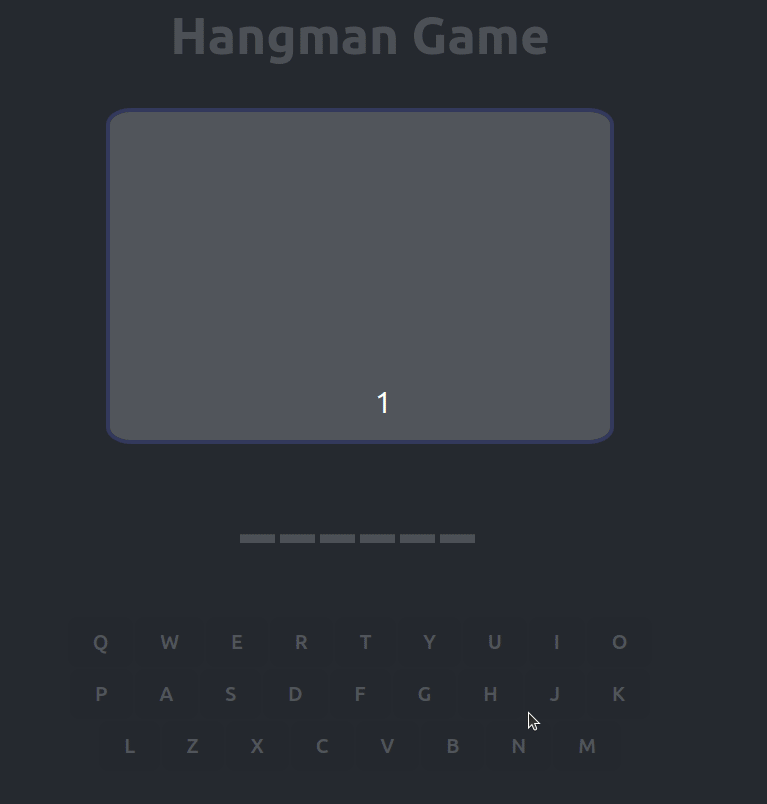 Hangman Game
1
Q W E R T Y U I O
P A S D F G H J K
L Z X C V B N M